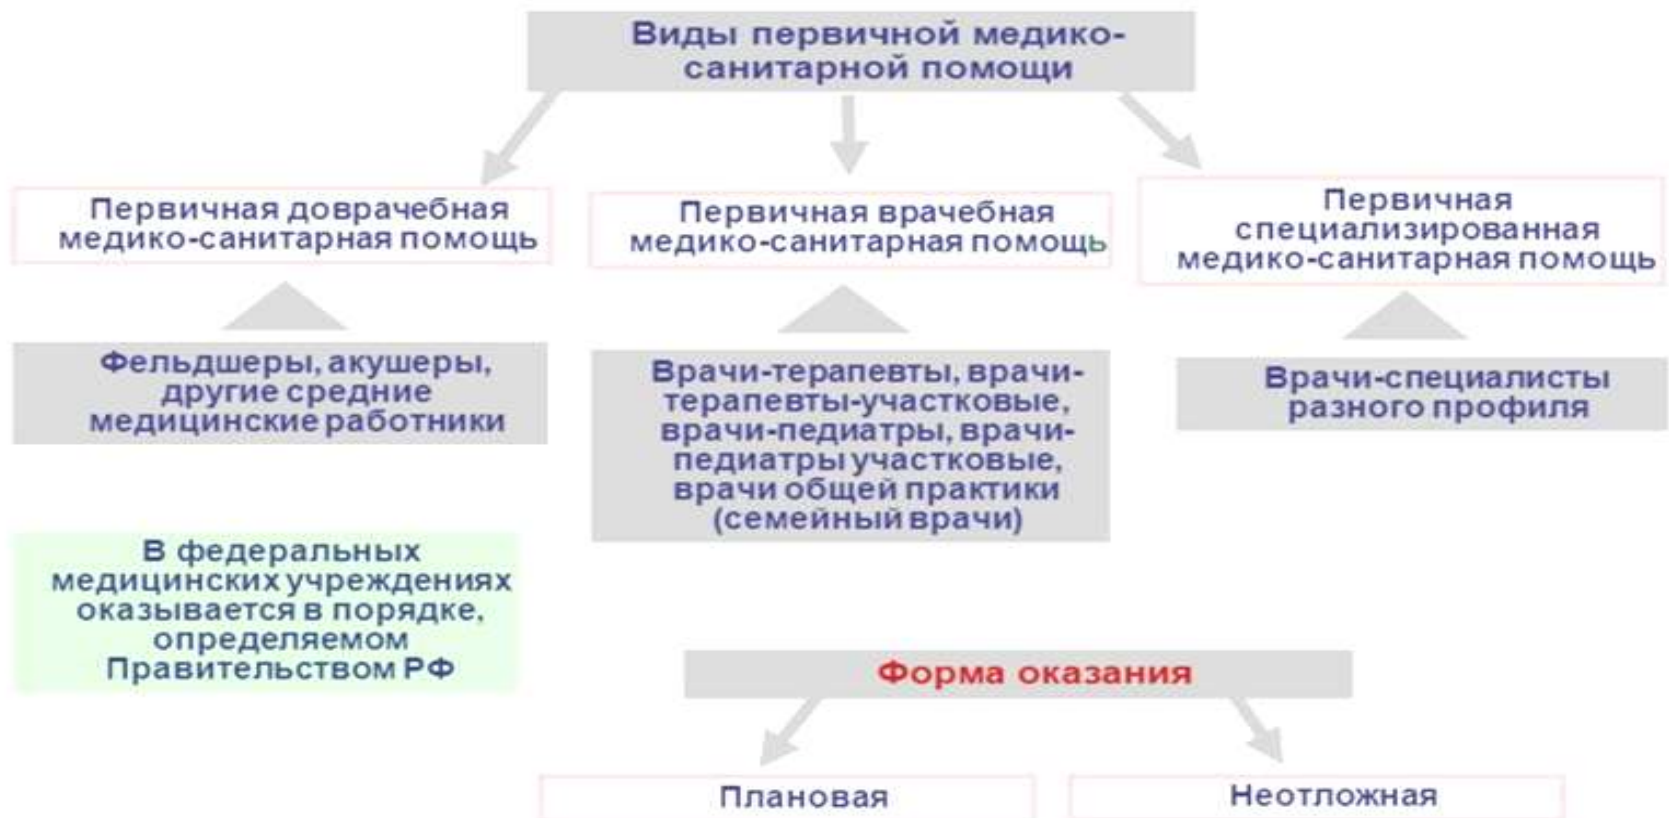 Виды первичной медико-
санитарной помощи
Первичная доврачебная
медико-санитарная помощь
Первичная врачебная
медико-санитарная помощь
Первичная
специализированная
медико-санитарная помощь
Фельдшеры, акушеры,
другие средние
медицинские работники
Врачи-терапевты, врачи-
терапевты-участковые,
врачи-педиатры, врачи-
педиатры участковые,
врачи общей практики
(семейный врачи)
Врачи-специалисты
разного профиля
В федеральных
медицинских учреждениях
оказывается в порядке,
определяемом
Правительством РФ
Форма оказания
Плановая
Неотложная